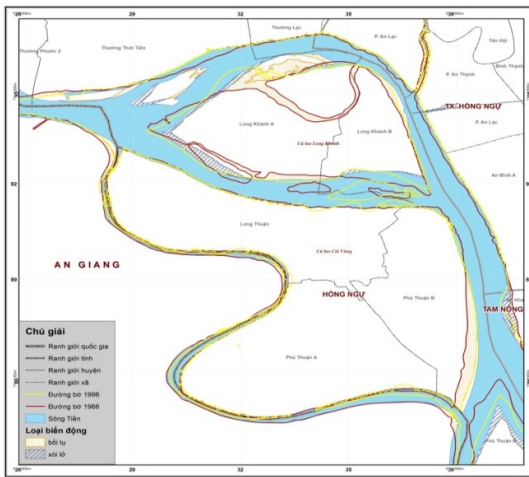 29
32
35
Thường Phước 2
Thường Thới Tiền
Thường Lạc
P. An Lạc
Tân Hội
Bình Thạnh
P. An Thạnh
TX. HỒNG NGỰ
P. An Lộc
Long Khánh A
Long Khánh B
Cù lao Long Khánh
An Bình A
92
Long Thuận
Cù lao Cái Vừng
89
AN GIANG
HỒNG NGỰ
Phú Thuận B
TAM NÔNG
Phú Thuận A
Chú giải
Ranh giới quốc gia
Ranh giới tỉnh
Ranh giới huyện
Ranh giới xã
Đường bờ 1996
Đường bờ 1966
Sông Tiền
Loại biến động
bồi tụ
xói lở
29
32
35